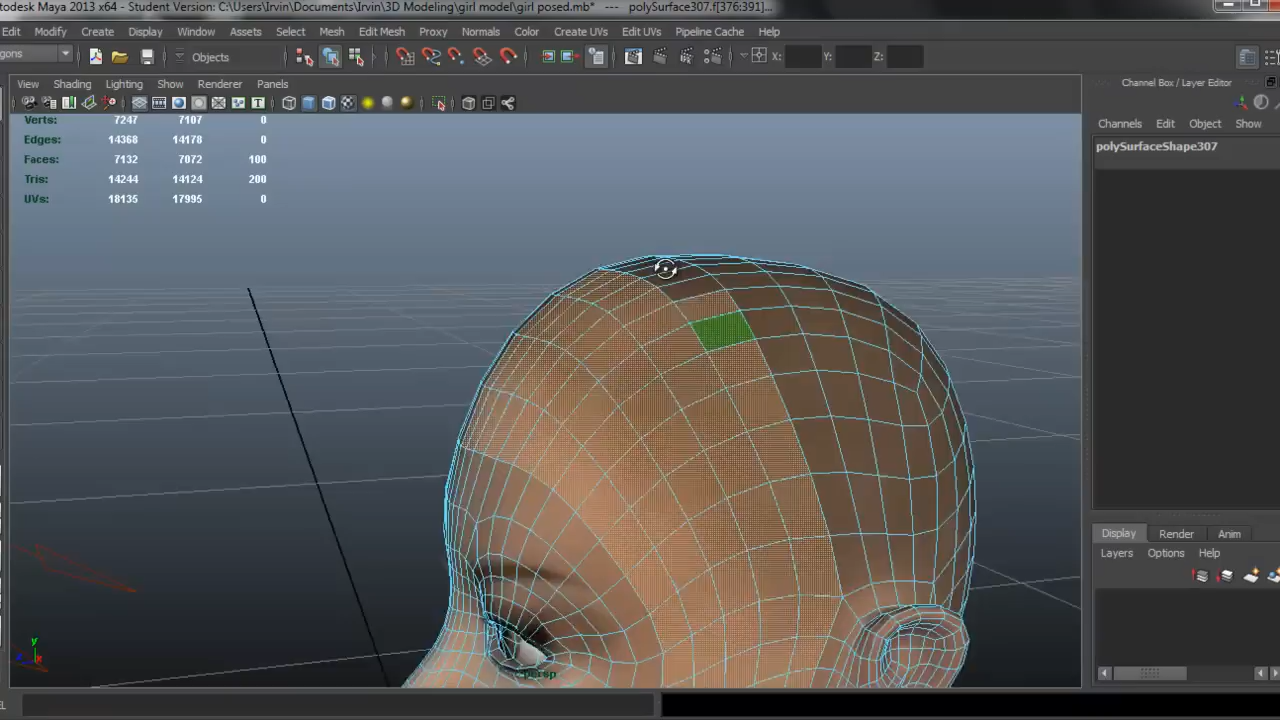 utodesk Maya 2013 x64 - Student Version: C:\Users\Irvin\Documents\Irvin\3D Modeling\girl model\girl posed.mb* --- polySurface307.f[376:391]...
Edit Modify Create Display Window Assets Select Mesh Edit Mesh Proxy Normals Color Create UVs Edit UVs Pipeline Cache Help
gons Objects X: Y: Z:
View Shading Lighting Show Renderer Panels
Channel Box / Layer Editor
Channels Edit Object Show
polySurfaceShape307
Verts: 7247 7107 0
Edges: 14368 14178 0
Faces: 7132 7072 100
Tris: 14244 14124 200
UVs: 18135 17995 0
Display Render Anim
Layers Options Help
y
persp
EL